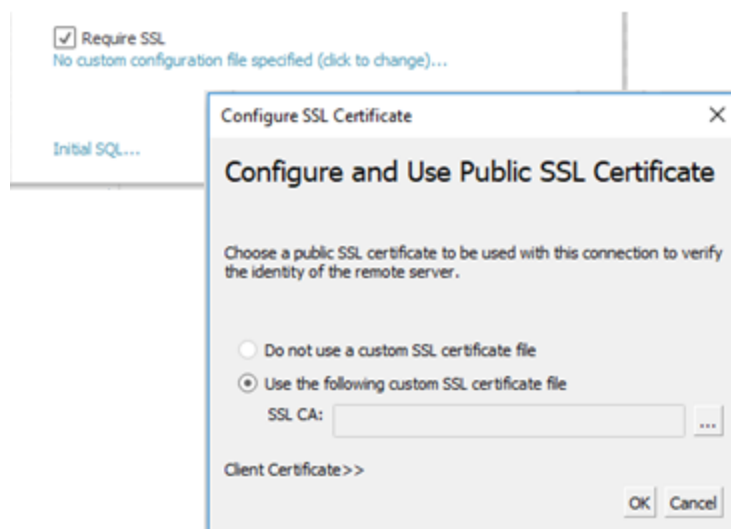 Require SSL
No custom configuration file specified (click to change)...
Initial SQL...
Configure SSL Certificate
Configure and Use Public SSL Certificate
Choose a public SSL certificate to be used with this connection to verify
the identity of the remote server.
Do not use a custom SSL certificate file
Use the following custom SSL certificate file
SSL CA:
...
Client Certificate>>
OK Cancel